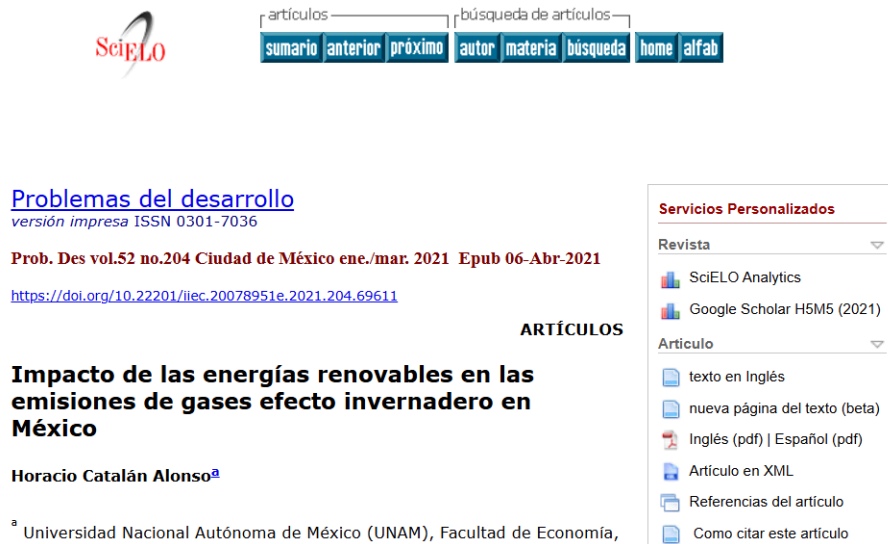 SciELO
artículos
búsqueda de artículos
sumario anterior próximo autor materia búsqueda home alfab
Problemas del desarrollo
versión impresa ISSN 0301-7036
Prob. Des vol.52 no.204 Ciudad de México ene./mar. 2021 Epub 06-Abr-2021
https://doi.org/10.22201/iiec.20078951e.2021.204.69611
ARTÍCULOS
Impacto de las energías renovables en las
emisiones de gases efecto invernadero en
México
Horacio Catalán Alonsoa
a Universidad Nacional Autónoma de México (UNAM), Facultad de Economía,
Servicios Personalizados
Revista
SciELO Analytics
Google Scholar H5M5 (2021)
Articulo
texto en Inglés
nueva página del texto (beta)
Inglés (pdf) | Español (pdf)
Artículo en XML
Referencias del artículo
Como citar este artículo